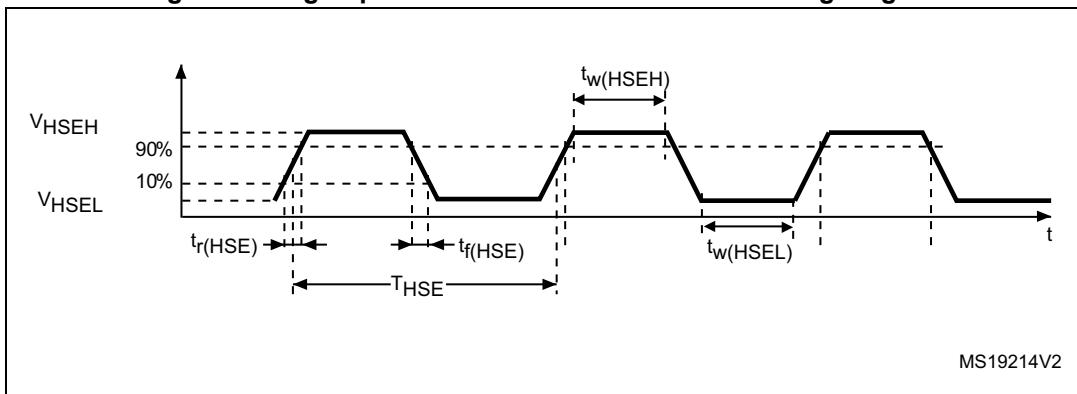 tw(HSEH)
VHSEH
90%
10%
VHSEL
tr(HSE)
tf(HSE)
tw(HSEL)
t
THSE
MS19214V2